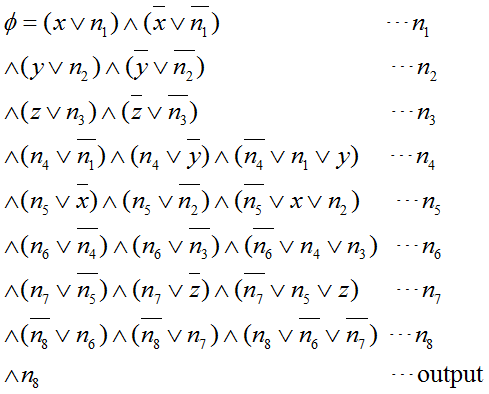 ϕ = (x ∨ n₁) ∧ (x̅ ∨ n̅₁) ⋯n₁
∧(y ∨ n₂) ∧ (y̅ ∨ n̅₂) ⋯n₂
∧(z ∨ n₃) ∧ (z̅ ∨ n̅₃) ⋯n₃
∧(n₄ ∨ n̅₁) ∧ (n₄ ∨ y̅) ∧ (n̅₄ ∨ n₁ ∨ y) ⋯n₄
∧(n₅ ∨ x̅) ∧ (n₅ ∨ n̅₂) ∧ (n̅₅ ∨ x ∨ n₂) ⋯n₅
∧(n₆ ∨ n̅₄) ∧ (n₆ ∨ n̅₃) ∧ (n̅₆ ∨ n₄ ∨ n₃) ⋯n₆
∧(n₇ ∨ n̅₅) ∧ (n₇ ∨ z̅) ∧ (n̅₇ ∨ n₅ ∨ z) ⋯n₇
∧(n̅₈ ∨ n₆) ∧ (n̅₈ ∨ n₇) ∧ (n₈ ∨ n̅₆ ∨ n̅₇) ⋯n₈
∧n₈ ⋯output